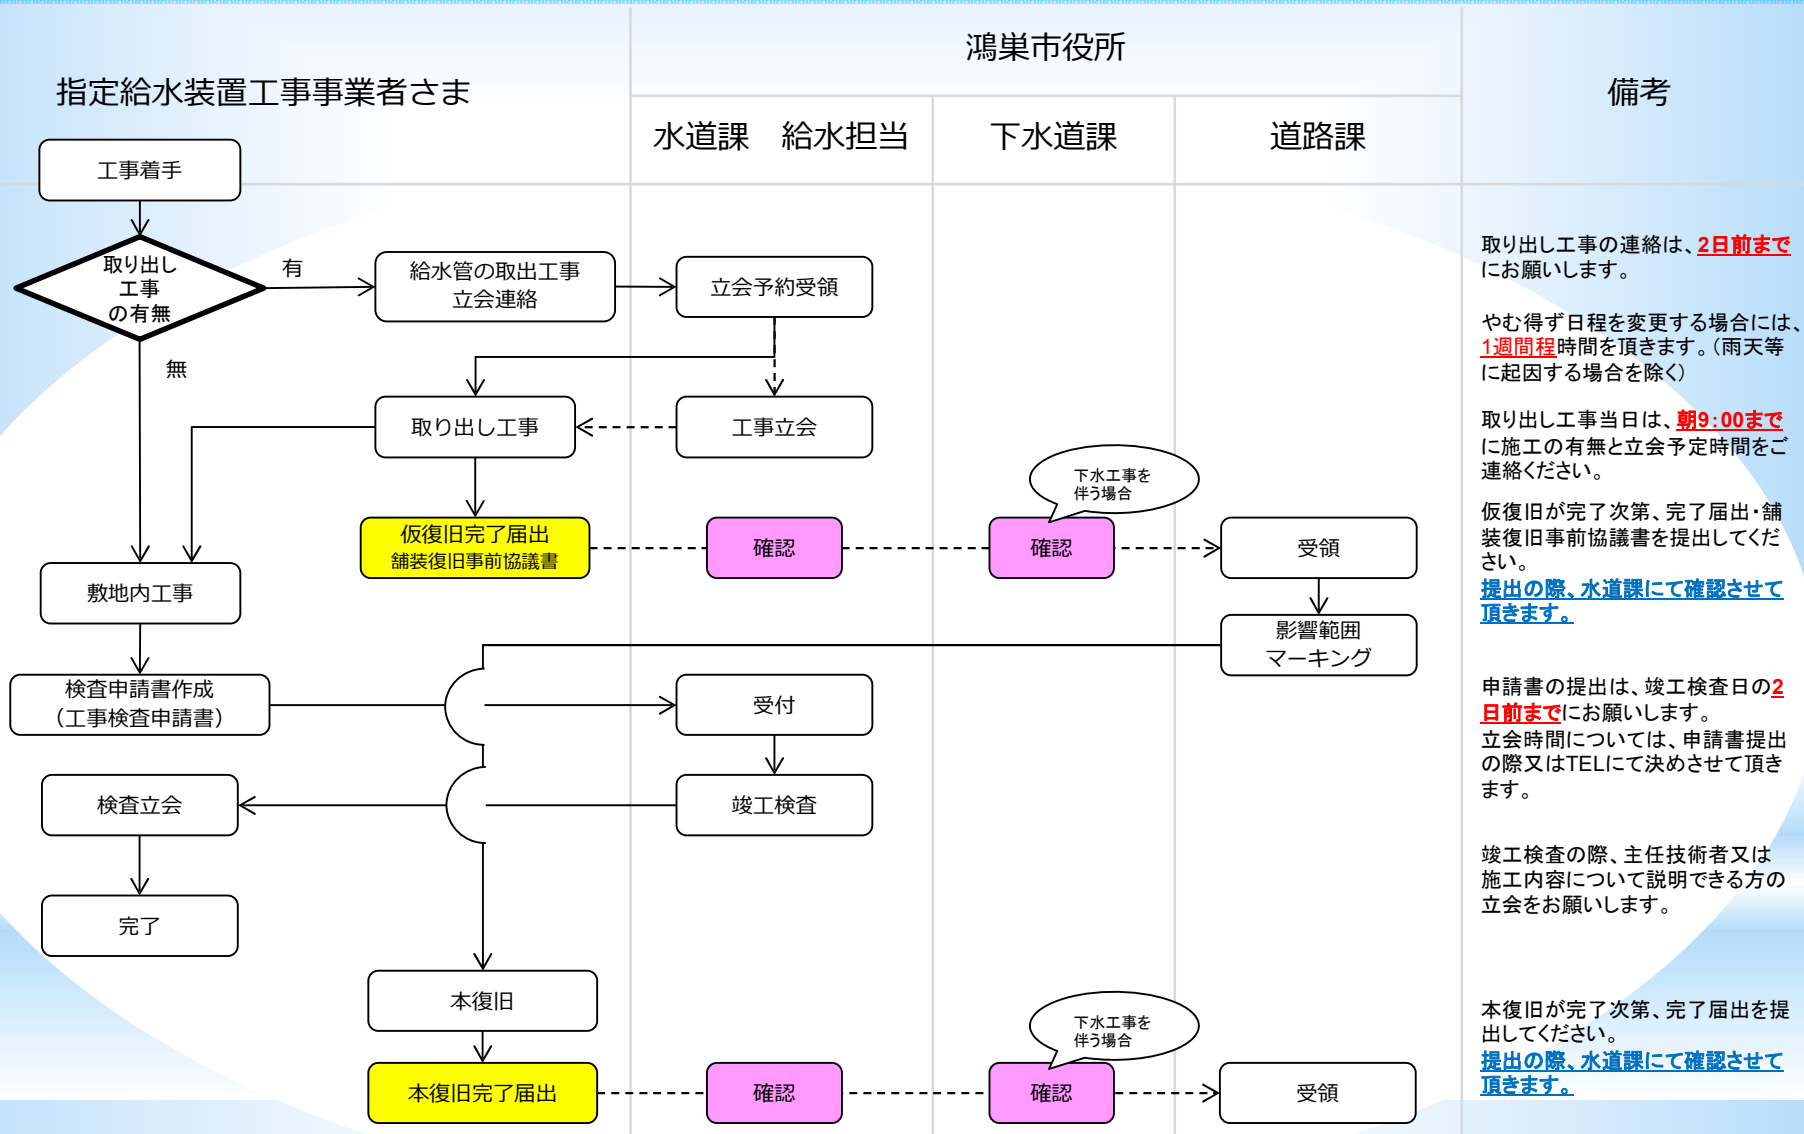 指定給水装置工事事業者さま
鴻巣市役所
備考
水道課　給水担当
下水道課
道路課
工事着手
取り出し
工事
の有無
有
無
給水管の取出工事
立会連絡
立会予約受領
取り出し工事
工事立会
下水工事を
伴う場合
仮復旧完了届出
舗装復旧事前協議書
確認
確認
受領
敷地内工事
影響範囲
マーキング
検査申請書作成
（工事検査申請書）
受付
検査立会
竣工検査
完了
本復旧
下水工事を
伴う場合
本復旧完了届出
確認
確認
受領
取り出し工事の連絡は、2日前まで
にお願いします。
やむ得ず日程を変更する場合には、
1週間程時間を頂きます。（雨天等
に起因する場合を除く）
取り出し工事当日は、朝9：00まで
に施工の有無と立会予定時間をご
連絡ください。
仮復旧が完了次第、完了届出・舗
装復旧事前協議書を提出してくだ
さい。
提出の際、水道課にて確認させて
頂きます。
申請書の提出は、竣工検査日の2
日前までにお願いします。
立会時間については、申請書提出
の際又はTELにて決めさせて頂き
ます。
竣工検査の際、主任技術者又は
施工内容について説明できる方の
立会をお願いします。
本復旧が完了次第、完了届出を提
出してください。
提出の際、水道課にて確認させて
頂きます。